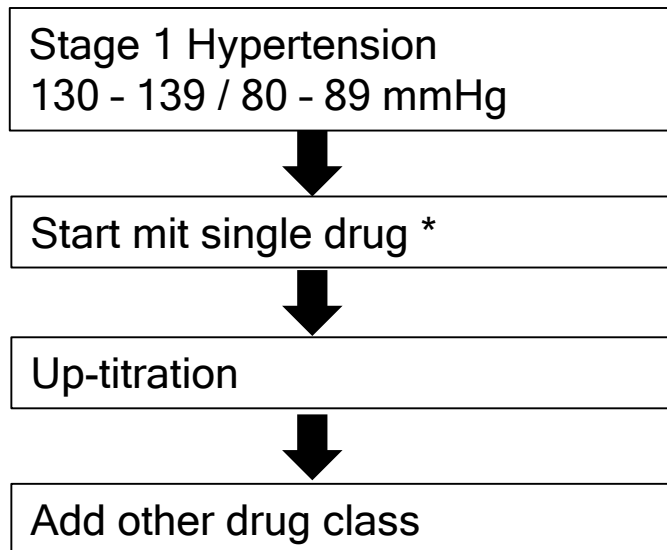 Stage 1 Hypertension
130 – 139 / 80 – 89 mmHg
Start mit single drug *
Up-titration
Add other drug class